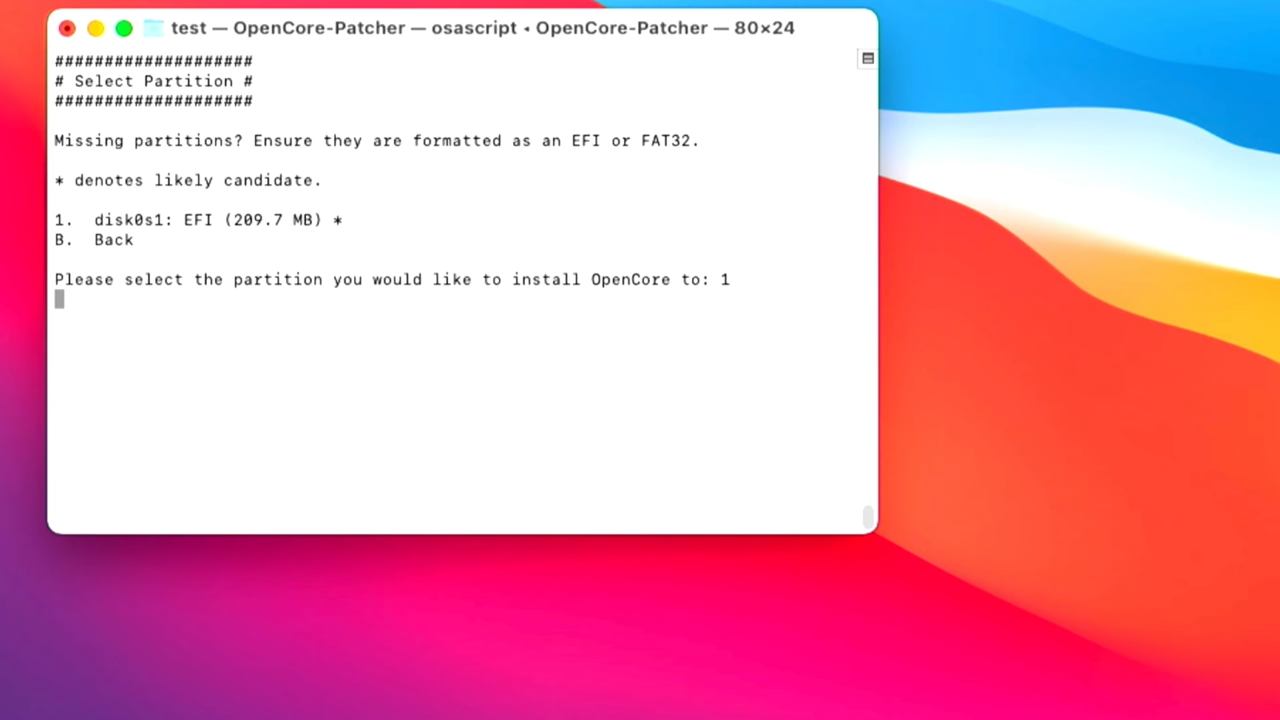 test — OpenCore-Patcher — osascript ◂ OpenCore-Patcher — 80×24
####################
# Select Partition #
####################
Missing partitions? Ensure they are formatted as an EFI or FAT32.
* denotes likely candidate.
1.  disk0s1: EFI (209.7 MB) *
B.  Back
Please select the partition you would like to install OpenCore to: 1